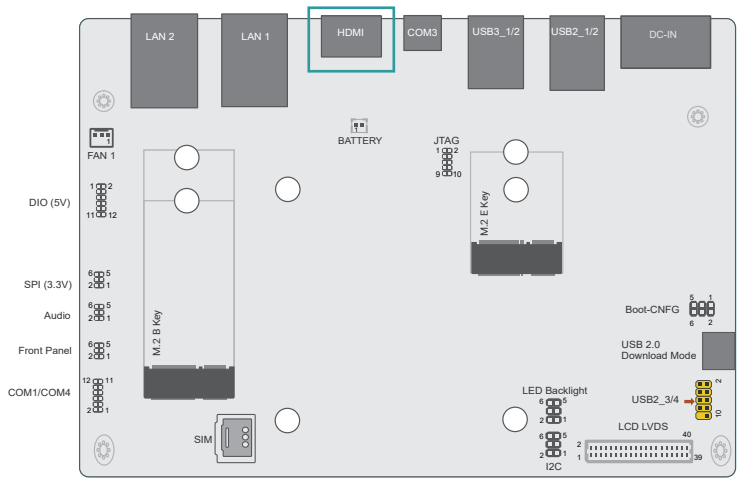 LAN 2
LAN 1
HDMI
COM3
USB3_1/2
USB2_1/2
DC-IN
1
FAN 1
1
BATTERY
JTAG
1 2
9 10
M.2 E Key
DIO (5V)
1 2
11 12
SPI (3.3V)
6 5
2 1
Audio
6 5
2 1
Front Panel
6 5
2 1
COM1/COM4
12 11
2 1
M.2 B Key
SIM
5 1
Boot-CNFG
6 2
USB 2.0
Download Mode
USB2_3/4
2
10
LED Backlight
6 5
2 1
6 5
2 1
I2C
LCD LVDS
40
2
1
39